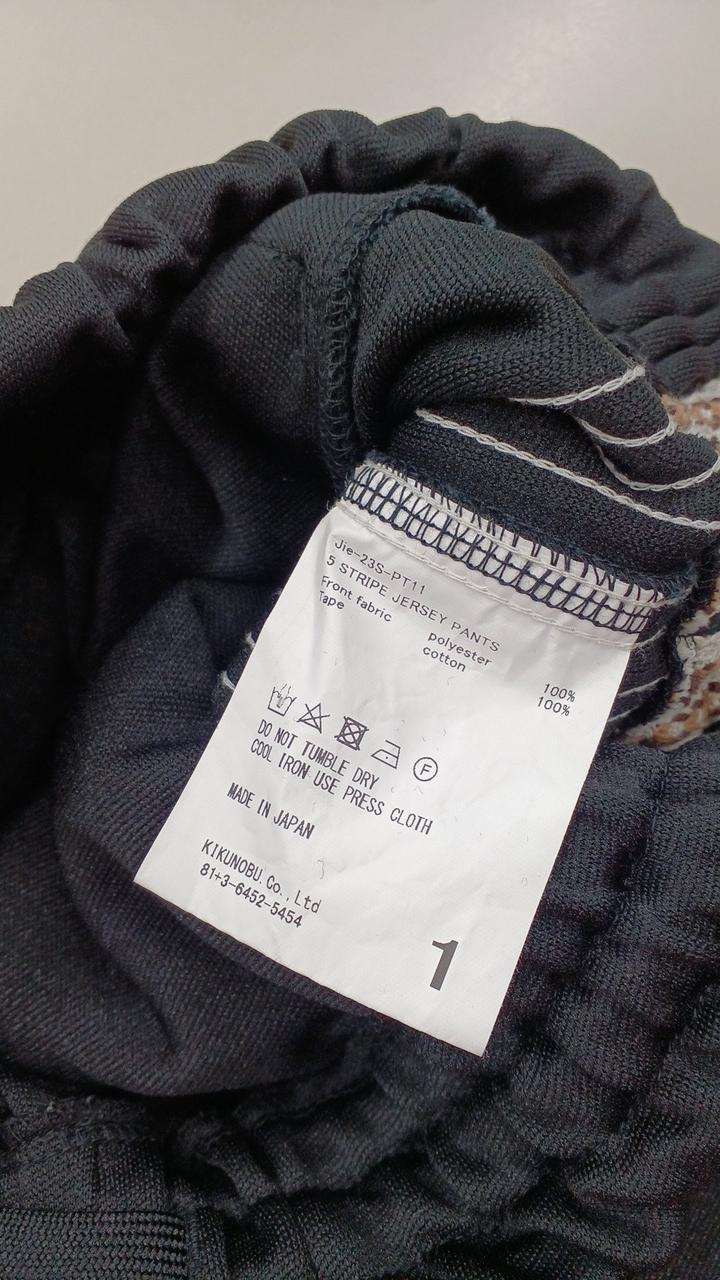 Jie-23S-PT11
5 STRIPE JERSEY PANTS
Front fabric polyester 100%
Tape cotton 100%
F
DO NOT TUMBLE DRY
COOL IRON USE PRESS CLOTH
MADE IN JAPAN
KIKUNOBU.Co.,Ltd
81+3-6452-5454
1